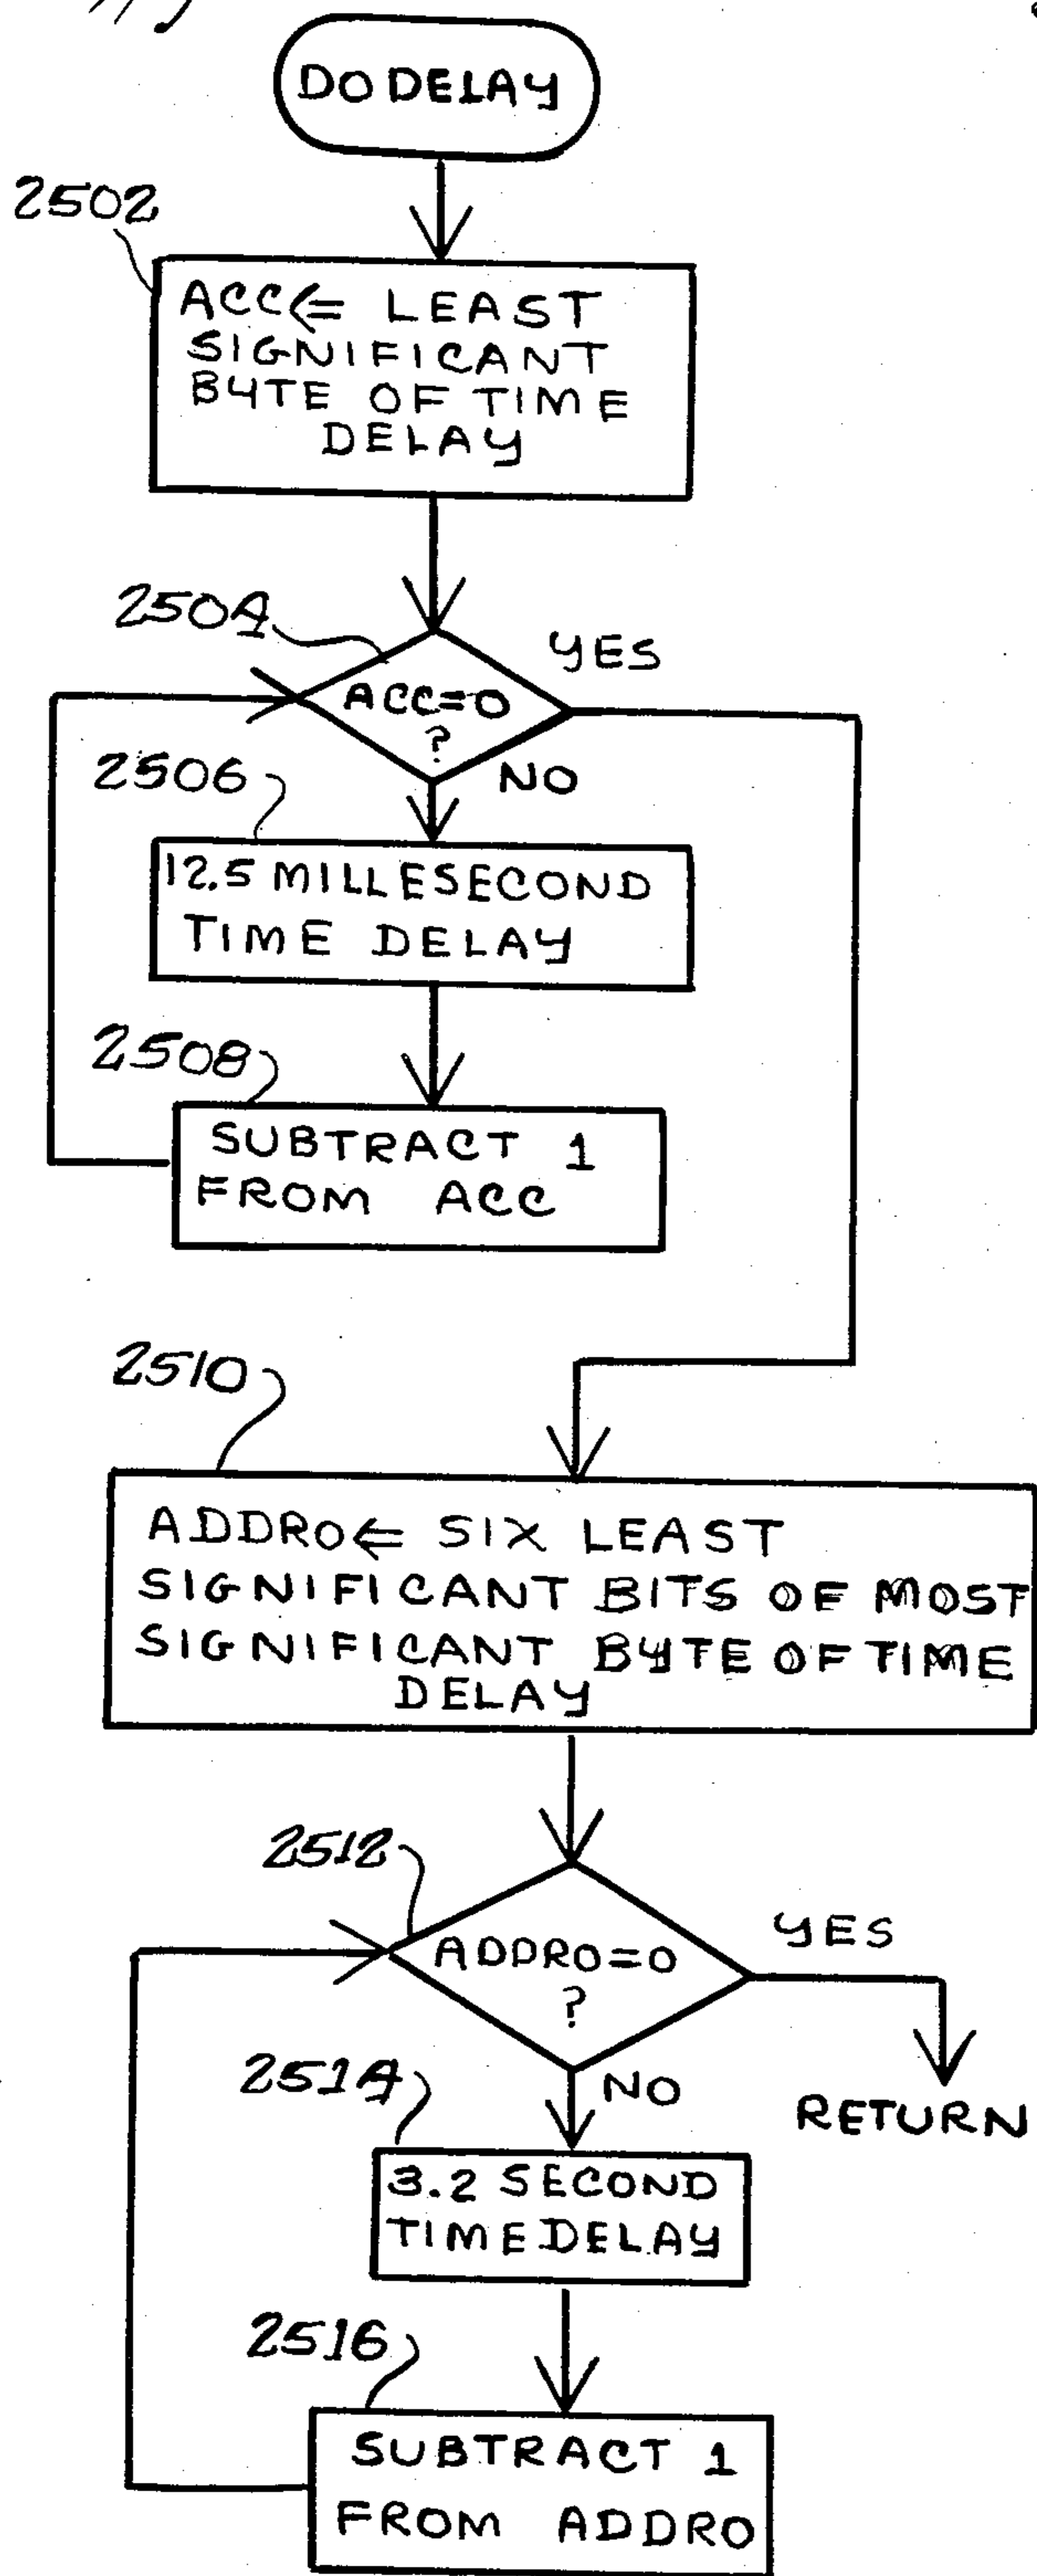 DO DELAY
2502
ACC⇐ LEAST
SIGNIFICANT
BYTE OF TIME
DELAY
2504
YES
ACC=0
?
NO
2506
12.5 MILLESECOND
TIME DELAY
2508
SUBTRACT 1
FROM ACC
2510
ADDRO⇐ SIX LEAST
SIGNIFICANT BITS OF MOST
SIGNIFICANT BYTE OF TIME
DELAY
2512
YES
ADDRO=0
?
NO
RETURN
2514
3.2 SECOND
TIME DELAY
2516
SUBTRACT 1
FROM ADDRO